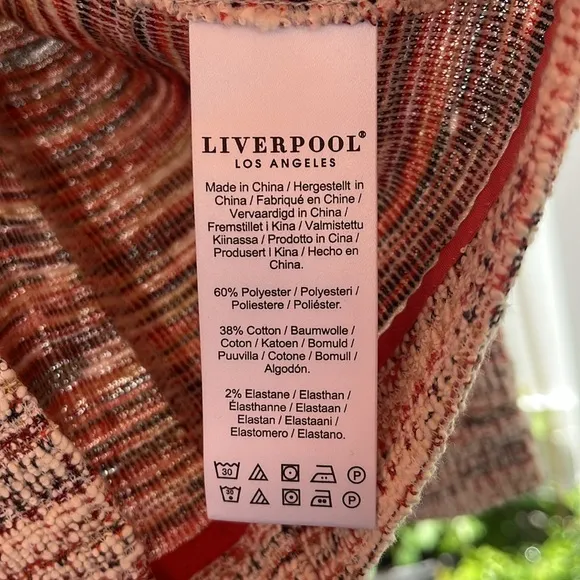 LIVERPOOL®
LOS ANGELES
Made in China / Hergestellt in
China / Fabriqué en Chine /
Vervaardigd in China /
Fremstillet i Kina / Valmistettu
Kiinassa / Prodotto in Cina /
Produsert i Kina / Hecho en
China.
60% Polyester / Polyesteri /
Poliestere / Poliéster.
38% Cotton / Baumwolle /
Coton / Katoen / Bomuld /
Puuvilla / Cotone / Bomull /
Algodón.
2% Elastane / Elasthan /
Élasthanne / Elastaan /
Elastan / Elastaani /
Elastomero / Elastano.
30 P
30 P